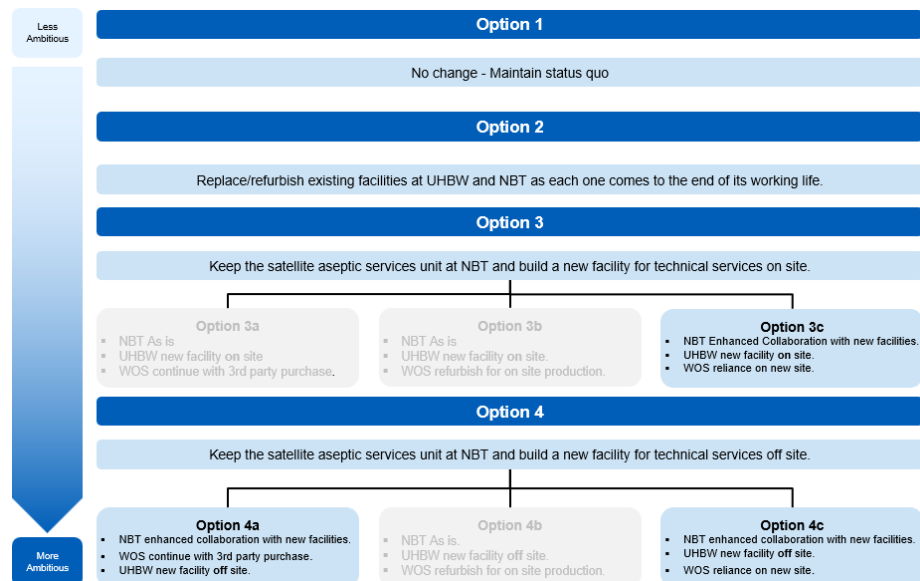 Less
Ambitious
Option 1
No change - Maintain status quo
Option 2
Replace/refurbish existing facilities at UHBW and NBT as each one comes to the end of its working life.
Option 3
Keep the satellite aseptic services unit at NBT and build a new facility for technical services on site.
Option 3a
▪ NBT As is
▪ UHBW new facility on site
▪ WOS continue with 3rd party purchase.
Option 3b
▪ NBT As is
▪ UHBW new facility on site.
▪ WOS refurbish for on site production.
Option 3c
▪ NBT Enhanced Collaboration with new facilities.
▪ UHBW new facility on site.
▪ WOS reliance on new site.
Option 4
Keep the satellite aseptic services unit at NBT and build a new facility for technical services off site.
Option 4a
▪ NBT enhanced collaboration with new facilities.
▪ WOS continue with 3rd party purchase.
▪ UHBW new facility off site.
Option 4b
▪ NBT As is.
▪ UHBW new facility off site.
▪ WOS refurbish for on site production.
Option 4c
▪ NBT enhanced collaboration with new facilities.
▪ UHBW new facility off site.
▪ WOS reliance on new site.
More
Ambitious